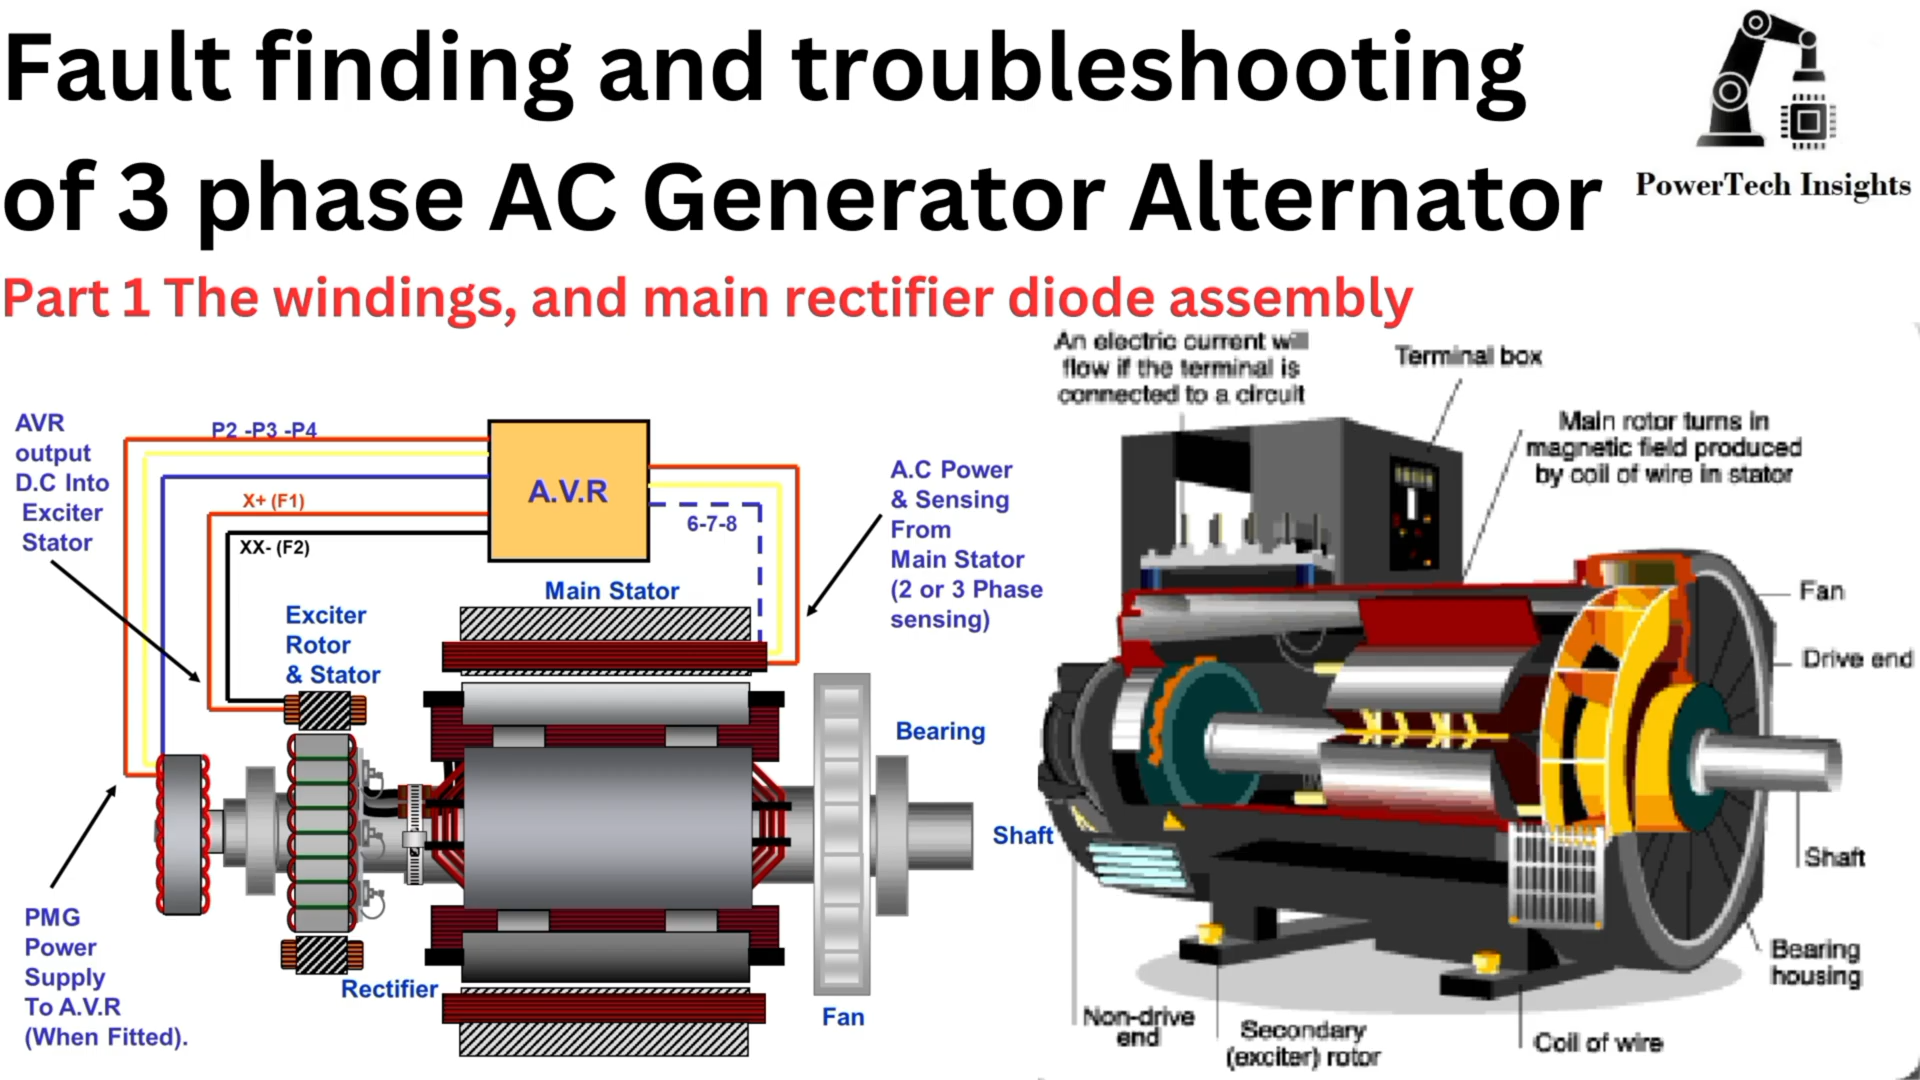 Fault finding and troubleshooting
of 3 phase AC Generator Alternator
PowerTech Insights
Part 1 The windings, and main rectifier diode assembly
AVR
output
D.C Into
Exciter
Stator
P2 -P3 -P4
X+ (F1)
XX- (F2)
A.V.R
6-7-8
A.C Power
& Sensing
From
Main Stator
(2 or 3 Phase
sensing)
Main Stator
Exciter
Rotor
& Stator
Bearing
Shaft
PMG
Power
Supply
To A.V.R
(When Fitted).
Rectifier
Fan
An electric current will
flow if the terminal is
connected to a circuit
Terminal box
Main rotor turns in
magnetic field produced
by coil of wire in stator
Fan
Drive end
Shaft
Bearing
housing
Non-drive
end
Secondary
(exciter) rotor
Coil of wire